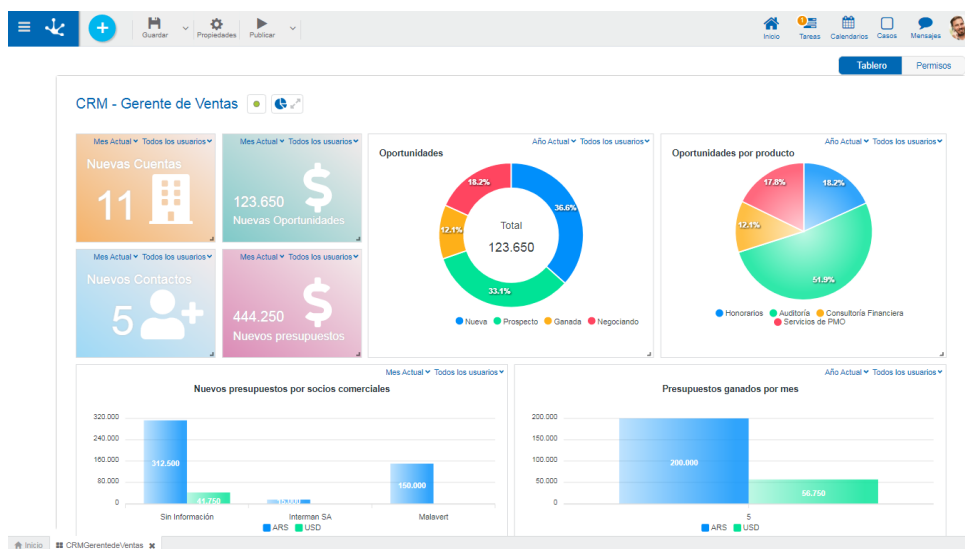 Guardar
Propiedades
Publicar
Inicio
1
Tareas
Calendarios
Casos
Mensajes
Tablero
Permisos
CRM - Gerente de Ventas
Mes Actual Todos los usuarios
Nuevas Cuentas
11
Mes Actual Todos los usuarios
123.650
Nuevas Oportunidades
Mes Actual Todos los usuarios
Nuevos Contactos
5
Mes Actual Todos los usuarios
444.250
Nuevos presupuestos
Año Actual Todos los usuarios
Oportunidades
18.2%
36.6%
12.1%
33.1%
Total
123.650
Nueva Prospecto Ganada Negociando
Año Actual Todos los usuarios
Oportunidades por producto
17.8%
18.2%
12.1%
51.9%
Honorarios Auditoría Consultoría Financiera
Servicios de PMO
Mes Actual Todos los usuarios
Nuevos presupuestos por socios comerciales
320.000
240.000
160.000
80.000
0
312.500
41.750
15.000
150.000
Sin Información Interman SA Malavert
ARS USD
Año Actual Todos los usuarios
Presupuestos ganados por mes
200.000
150.000
100.000
50.000
0
200.000
56.750
5
ARS USD
Inicio
CRMGerentedeVentas